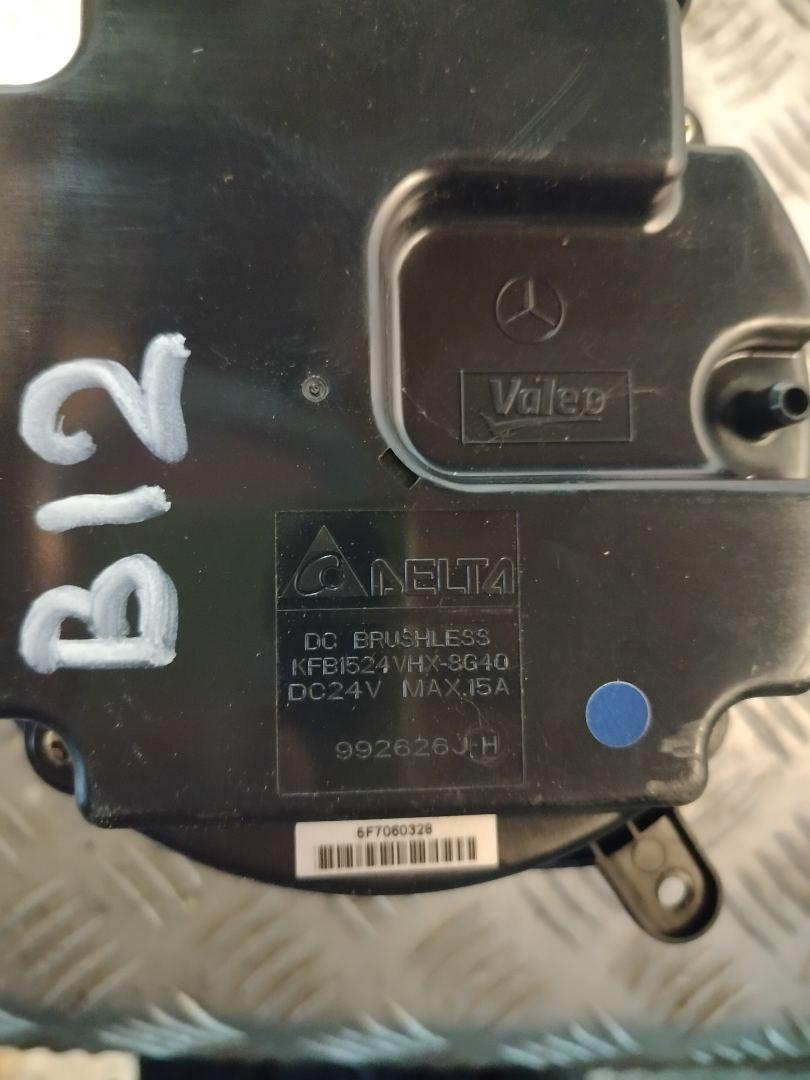 Valeo
B12
DELTA
DC BRUSHLESS
KFB1524VHX-8G40
DC24V MAX.15A
992626J-H
6F7060328